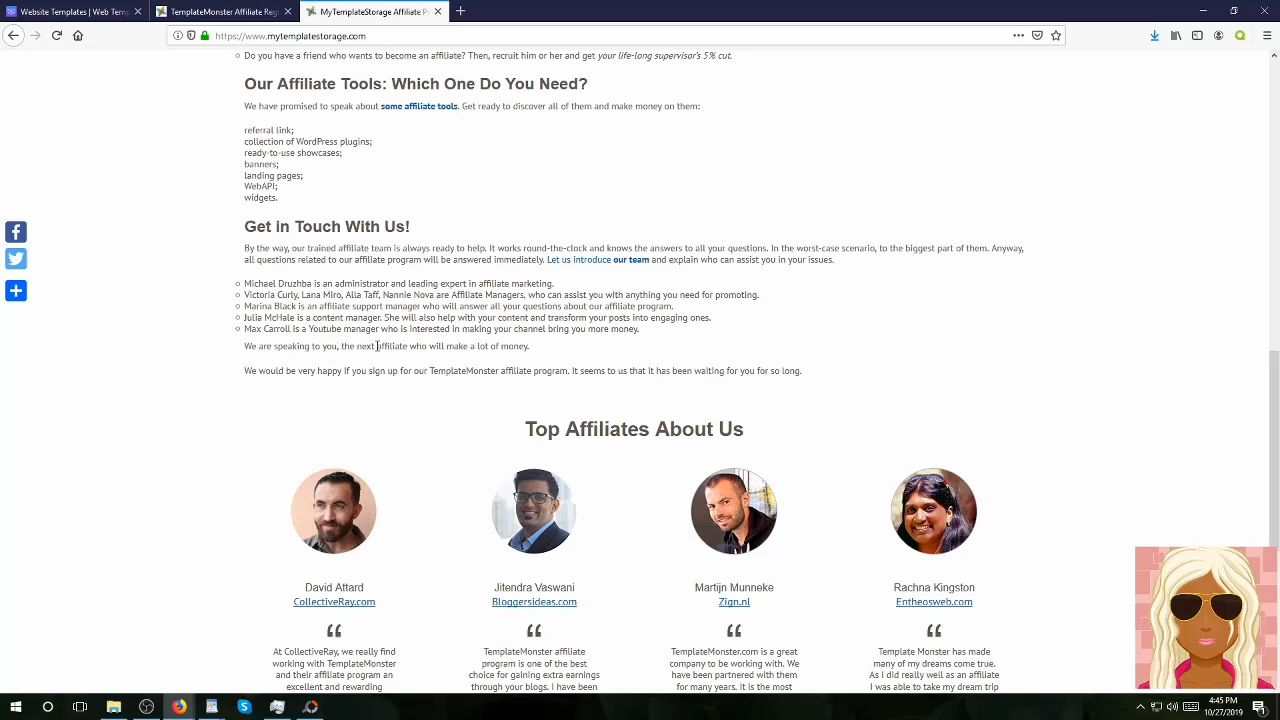 Website Templates | Web Temp
TemplateMonster Affiliate Reg
MyTemplateStorage Affiliate P
https://www.mytemplatestorage.com
Do you have a friend who wants to become an affiliate? Then, recruit him or her and get your life-long supervisor's 5% cut.
Our Affiliate Tools: Which One Do You Need?
We have promised to speak about some affiliate tools. Get ready to discover all of them and make money on them:
referral link;
collection of WordPress plugins;
ready-to-use showcases;
banners;
landing pages;
WebAPI;
widgets.
Get in Touch With Us!
By the way, our trained affiliate team is always ready to help. It works round-the-clock and knows the answers to all your questions. In the worst-case scenario, to the biggest part of them. Anyway,
all questions related to our affiliate program will be answered immediately. Let us introduce our team and explain who can assist you in your issues.
Michael Druzhba is an administrator and leading expert in affiliate marketing.
Victoria Curly, Lana Miro, Alia Taff, Nannie Nova are Affiliate Managers, who can assist you with anything you need for promoting.
Marina Black is an affiliate support manager who will answer all your questions about our affiliate program.
Julia McHale is a content manager. She will also help with your content and transform your posts into engaging ones.
Max Carroll is a Youtube manager who is interested in making your channel bring you more money.
We are speaking to you, the next affiliate who will make a lot of money.
We would be very happy if you sign up for our TemplateMonster affiliate program. It seems to us that it has been waiting for you for so long.
Top Affiliates About Us
David Attard
CollectiveRay.com
Jitendra Vaswani
Bloggersideas.com
Martijn Munneke
Zign.nl
Rachna Kingston
Entheosweb.com
At CollectiveRay, we really find
working with TemplateMonster
and their affiliate program an
excellent and rewarding
TemplateMonster affiliate
program is one of the best
choice for gaining extra earnings
through your blogs. I have been
TemplateMonster.com is a great
company to be working with. We
have been partnered with them
for many years. It is the most
Template Monster has made
many of my dreams come true.
As I did really well as an affiliate
I was able to take my dream trip
4:45 PM
10/27/2019